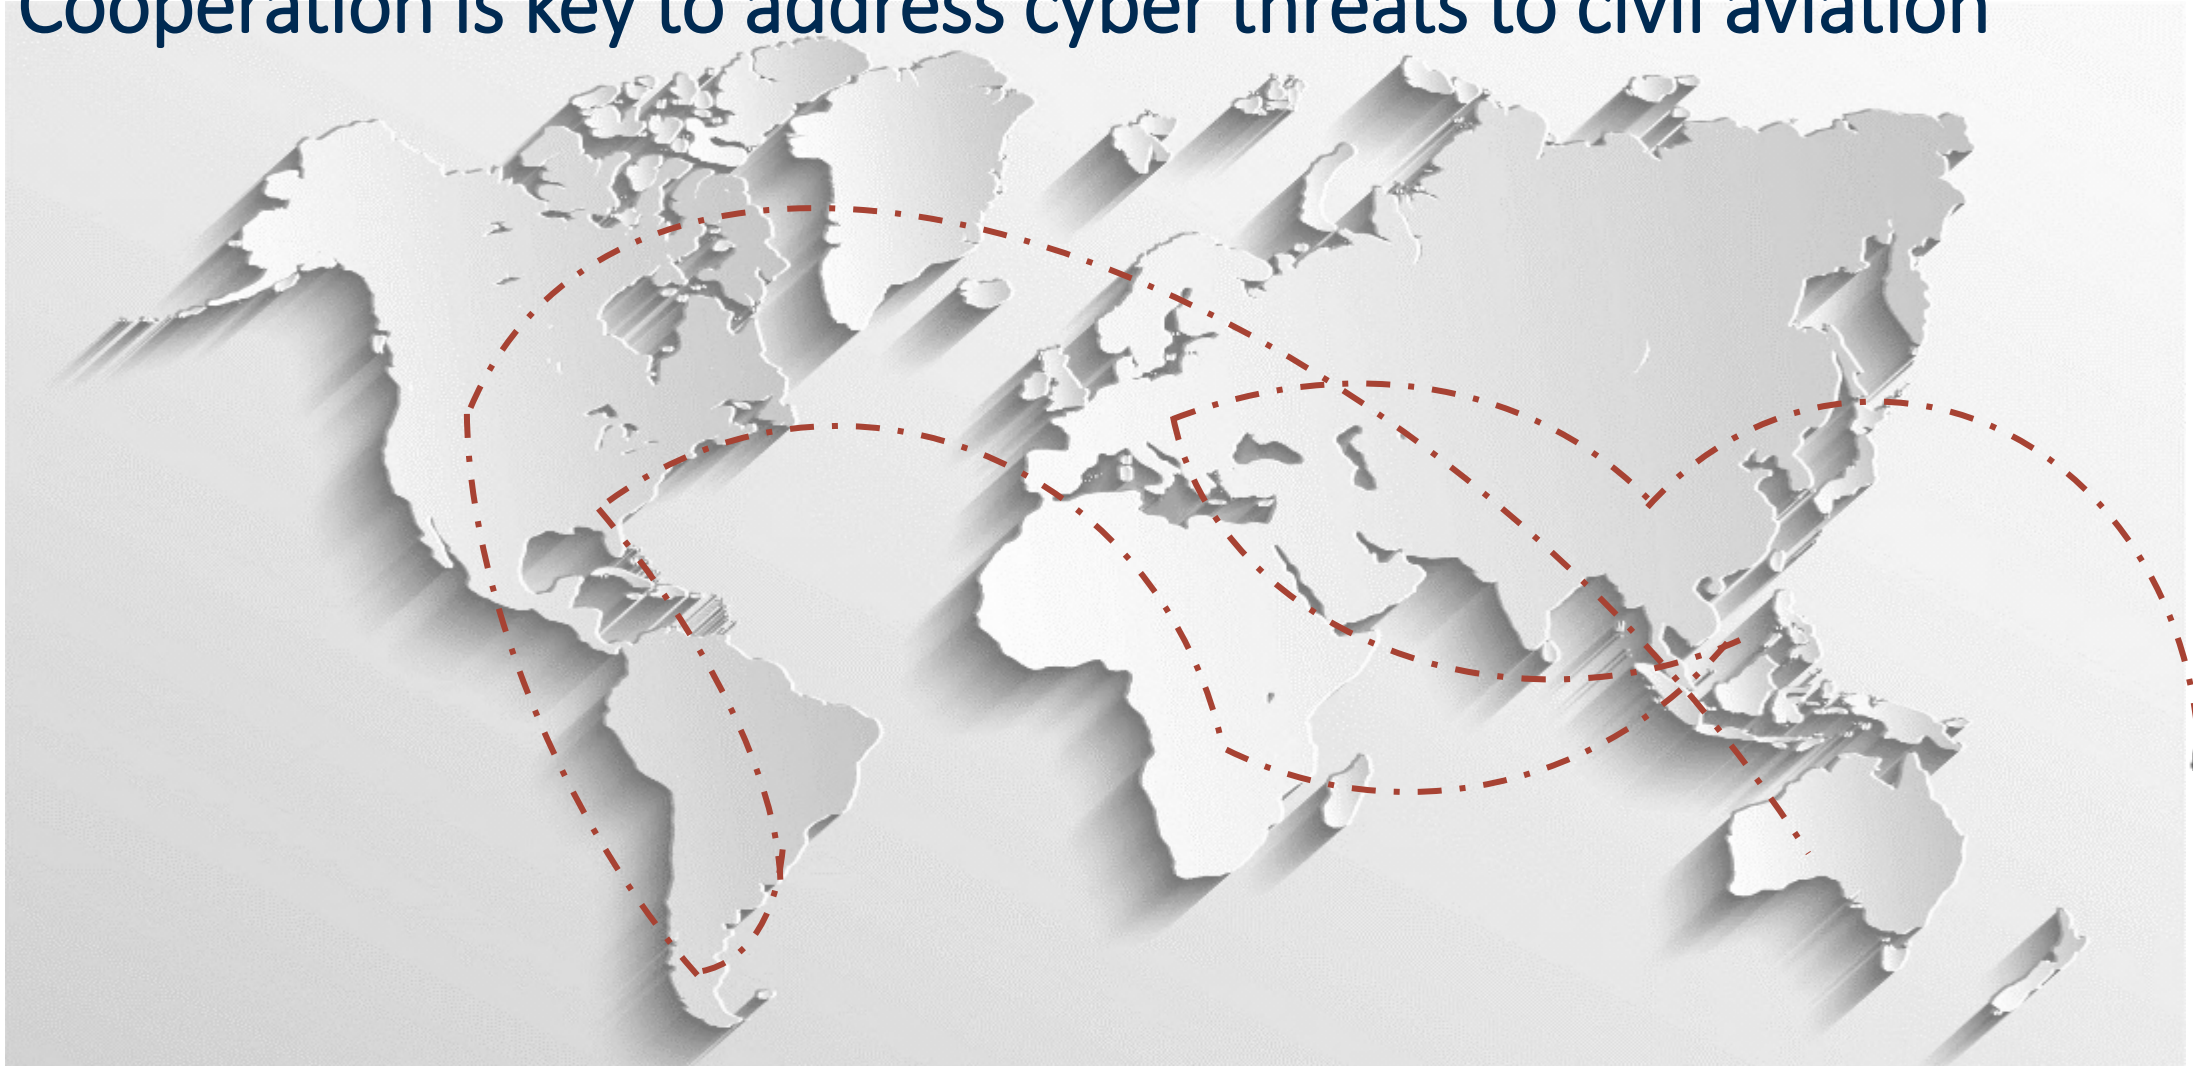 Cooperation is key to address cyber threats to civil aviation